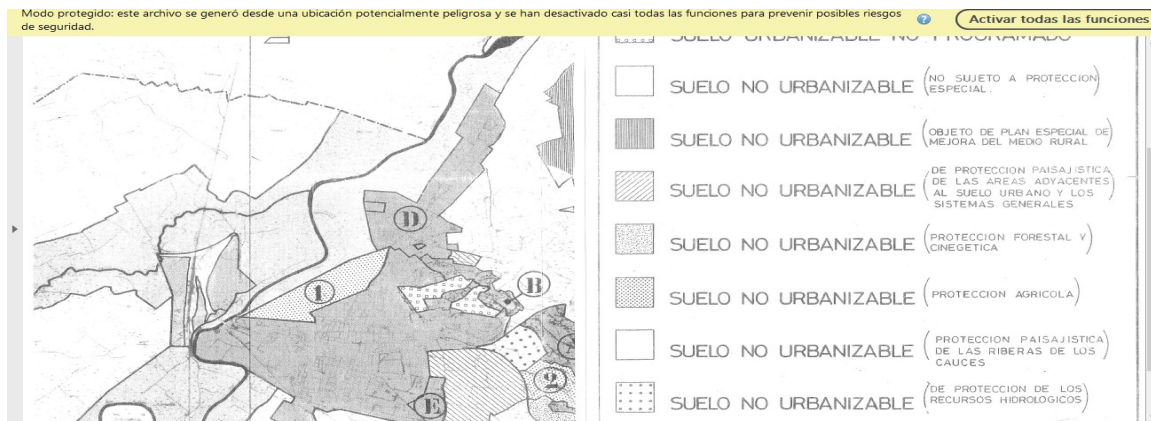 Modo protegido: este archivo se generó desde una ubicación potencialmente peligrosa y se han desactivado casi todas las funciones para prevenir posibles riesgos
de seguridad.
?
Activar todas las funciones
SUELO URBANIZABLE NO PROGRAMADO
SUELO NO URBANIZABLE (NO SUJETO A PROTECCION
ESPECIAL.)
SUELO NO URBANIZABLE (OBJETO DE PLAN ESPECIAL DE
MEJORA DEL MEDIO RURAL)
SUELO NO URBANIZABLE (DE PROTECCION PAISAJISTICA
DE LAS AREAS ADYACENTES
AL SUELO URBANO Y LOS
SISTEMAS GENERALES)
SUELO NO URBANIZABLE (PROTECCION FORESTAL Y
CINEGETICA)
SUELO NO URBANIZABLE (PROTECCION AGRICOLA)
SUELO NO URBANIZABLE (PROTECCION PAISAJISTICA
DE LAS RIBERAS DE LOS
CAUCES)
SUELO NO URBANIZABLE (DE PROTECCION DE LOS
RECURSOS HIDROLOGICOS)
D
1
B
2
E